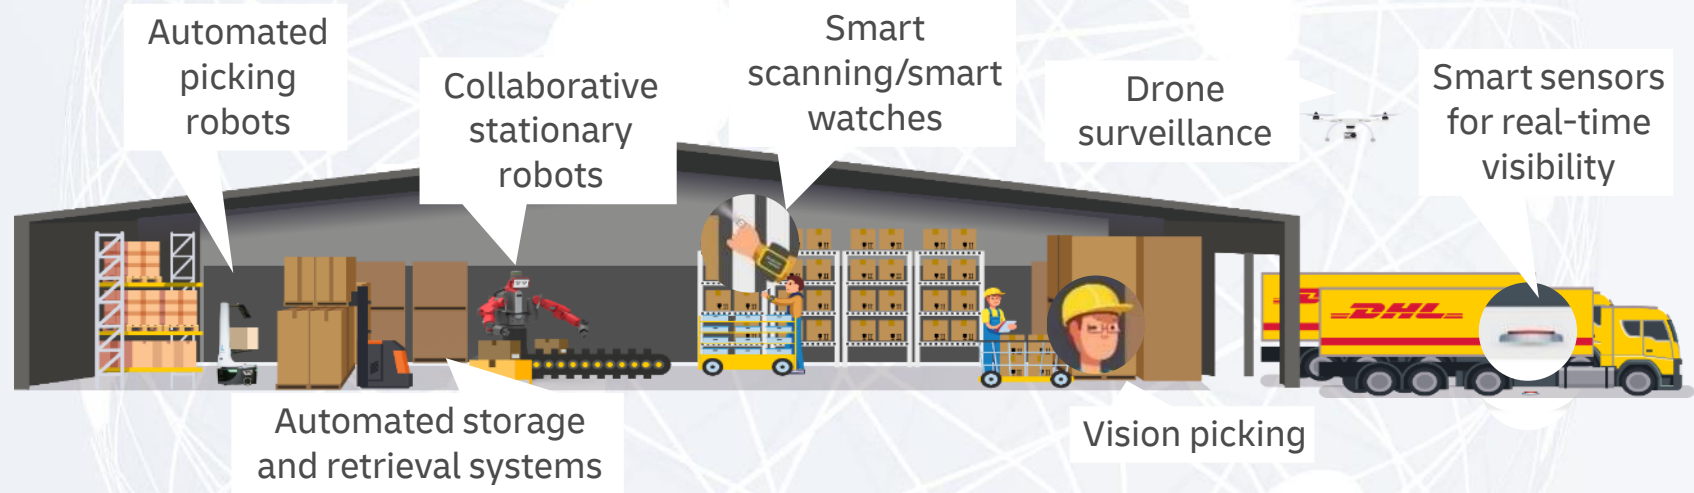 Automated
picking
robots
Collaborative
stationary
robots
Smart
scanning/smart
watches
Drone
surveillance
Smart sensors
for real-time
visibility
DHL
Automated storage
and retrieval systems
Vision picking